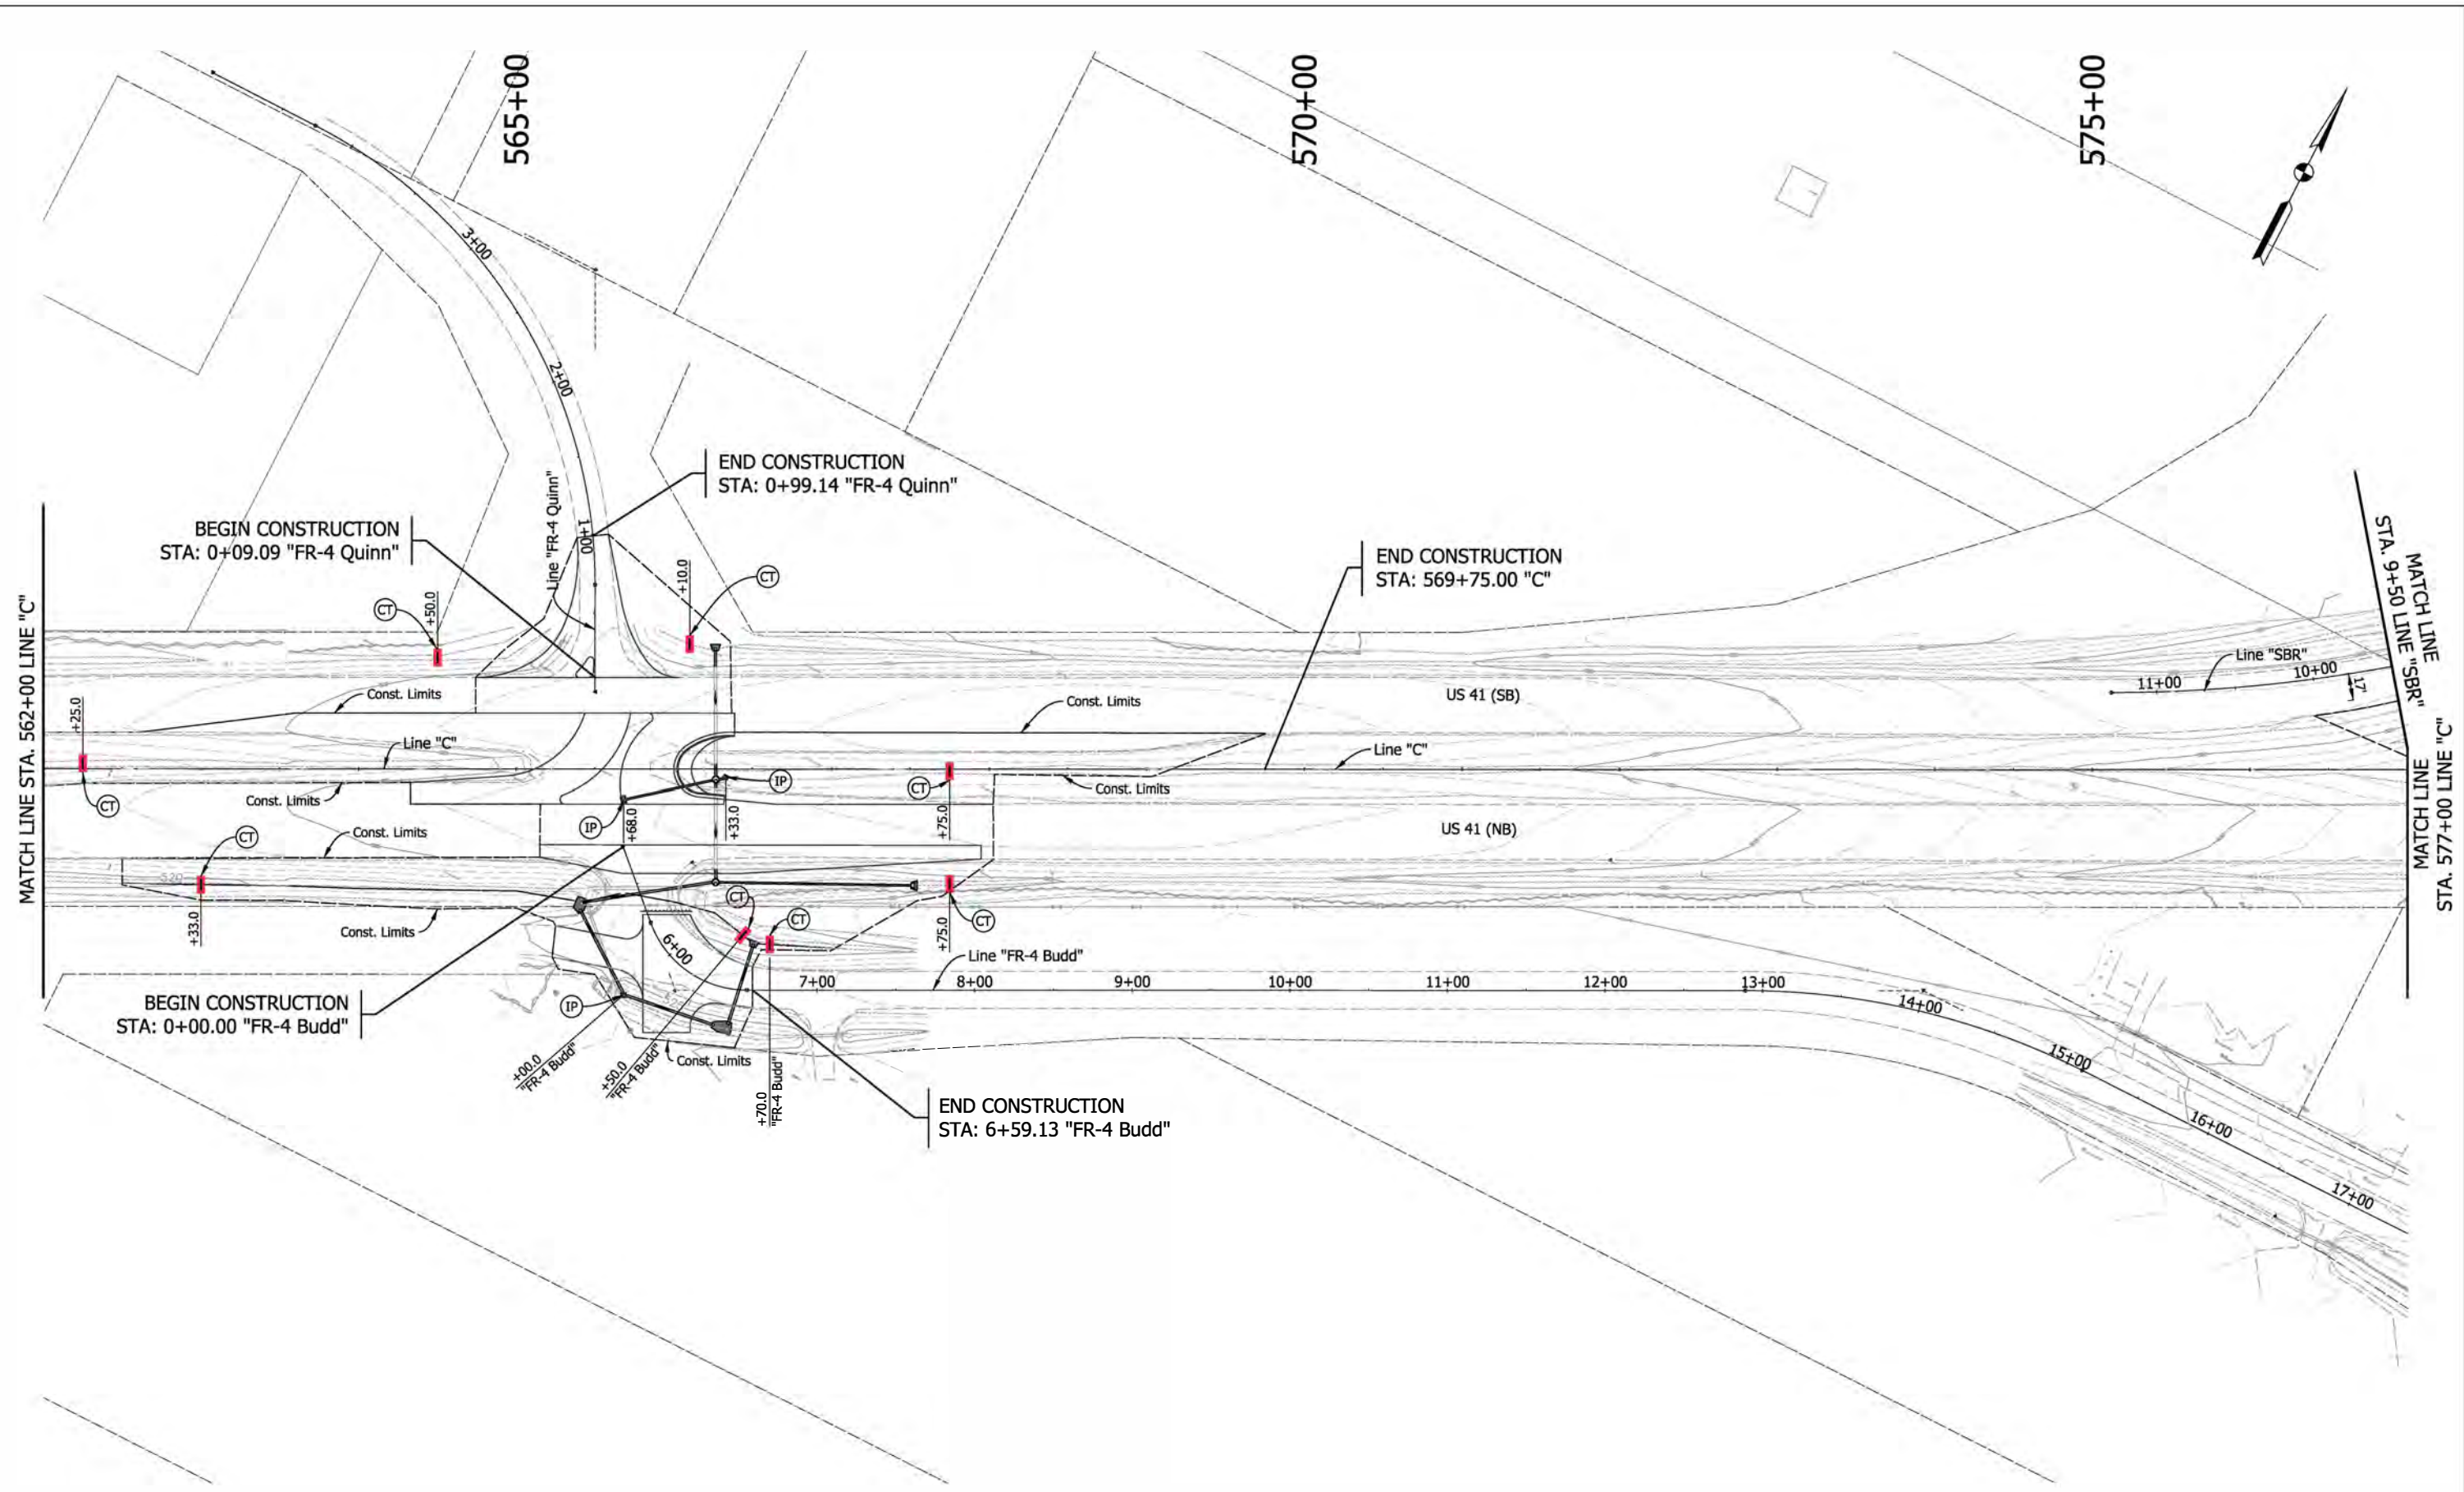 565+00
570+00
575+00
3+00
2+00
1+00
Line "FR-4 Quinn"
END CONSTRUCTION
STA: 0+99.14 "FR-4 Quinn"
BEGIN CONSTRUCTION
STA: 0+09.09 "FR-4 Quinn"
END CONSTRUCTION
STA: 569+75.00 "C"
MATCH LINE STA. 562+00 LINE "C"
CT
+50.0
+10.0
CT
MATCH LINE
STA. 9+50 LINE "SBR"
Line "SBR"
11+00
10+00
17'
Const. Limits
Const. Limits
US 41 (SB)
+25.0
Line "C"
Line "C"
CT
IP
CT
Const. Limits
Const. Limits
IP
+68.0
+33.0
+75.0
US 41 (NB)
CT
Const. Limits
MATCH LINE
STA. 577+00 LINE "C"
520
CT
CT
+33.0
Const. Limits
+75.0
CT
6+00
Line "FR-4 Budd"
7+00
8+00
9+00
10+00
11+00
12+00
13+00
14+00
15+00
16+00
17+00
BEGIN CONSTRUCTION
STA: 0+00.00 "FR-4 Budd"
IP
+00.0
"FR-4 Budd"
+50.0
"FR-4 Budd"
Const. Limits
+70.0
"FR-4 Budd"
END CONSTRUCTION
STA: 6+59.13 "FR-4 Budd"